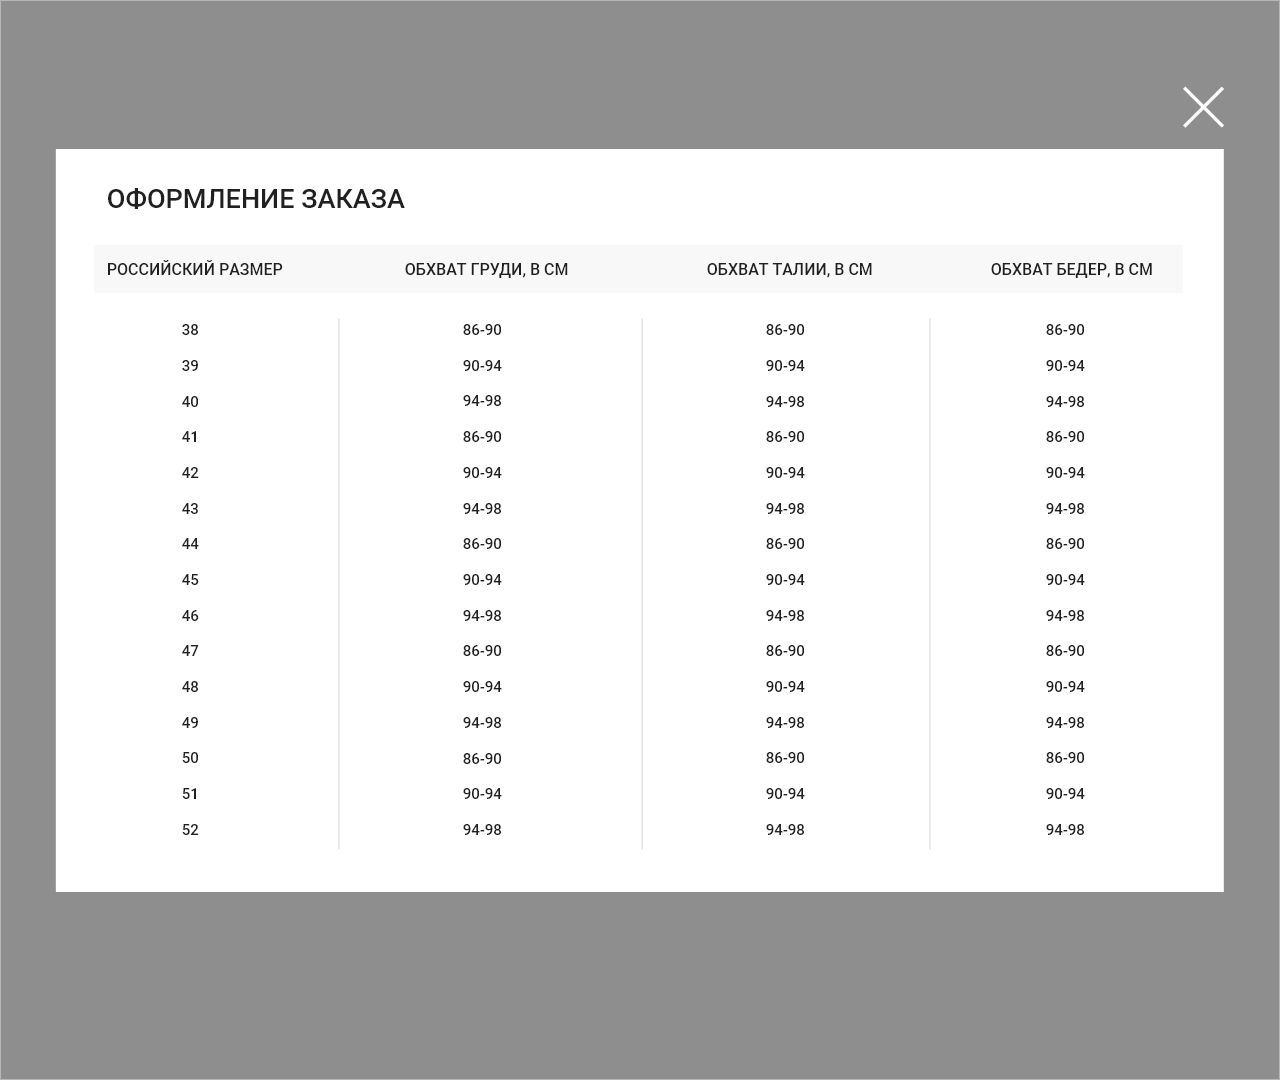 ОФОРМЛЕНИЕ ЗАКАЗА
РОССИЙСКИЙ РАЗМЕР ОБХВАТ ГРУДИ, В СМ ОБХВАТ ТАЛИИ, В СМ ОБХВАТ БЕДЕР, В СМ
38 86-90 86-90 86-90
39 90-94 90-94 90-94
40 94-98 94-98 94-98
41 86-90 86-90 86-90
42 90-94 90-94 90-94
43 94-98 94-98 94-98
44 86-90 86-90 86-90
45 90-94 90-94 90-94
46 94-98 94-98 94-98
47 86-90 86-90 86-90
48 90-94 90-94 90-94
49 94-98 94-98 94-98
50 86-90 86-90 86-90
51 90-94 90-94 90-94
52 94-98 94-98 94-98